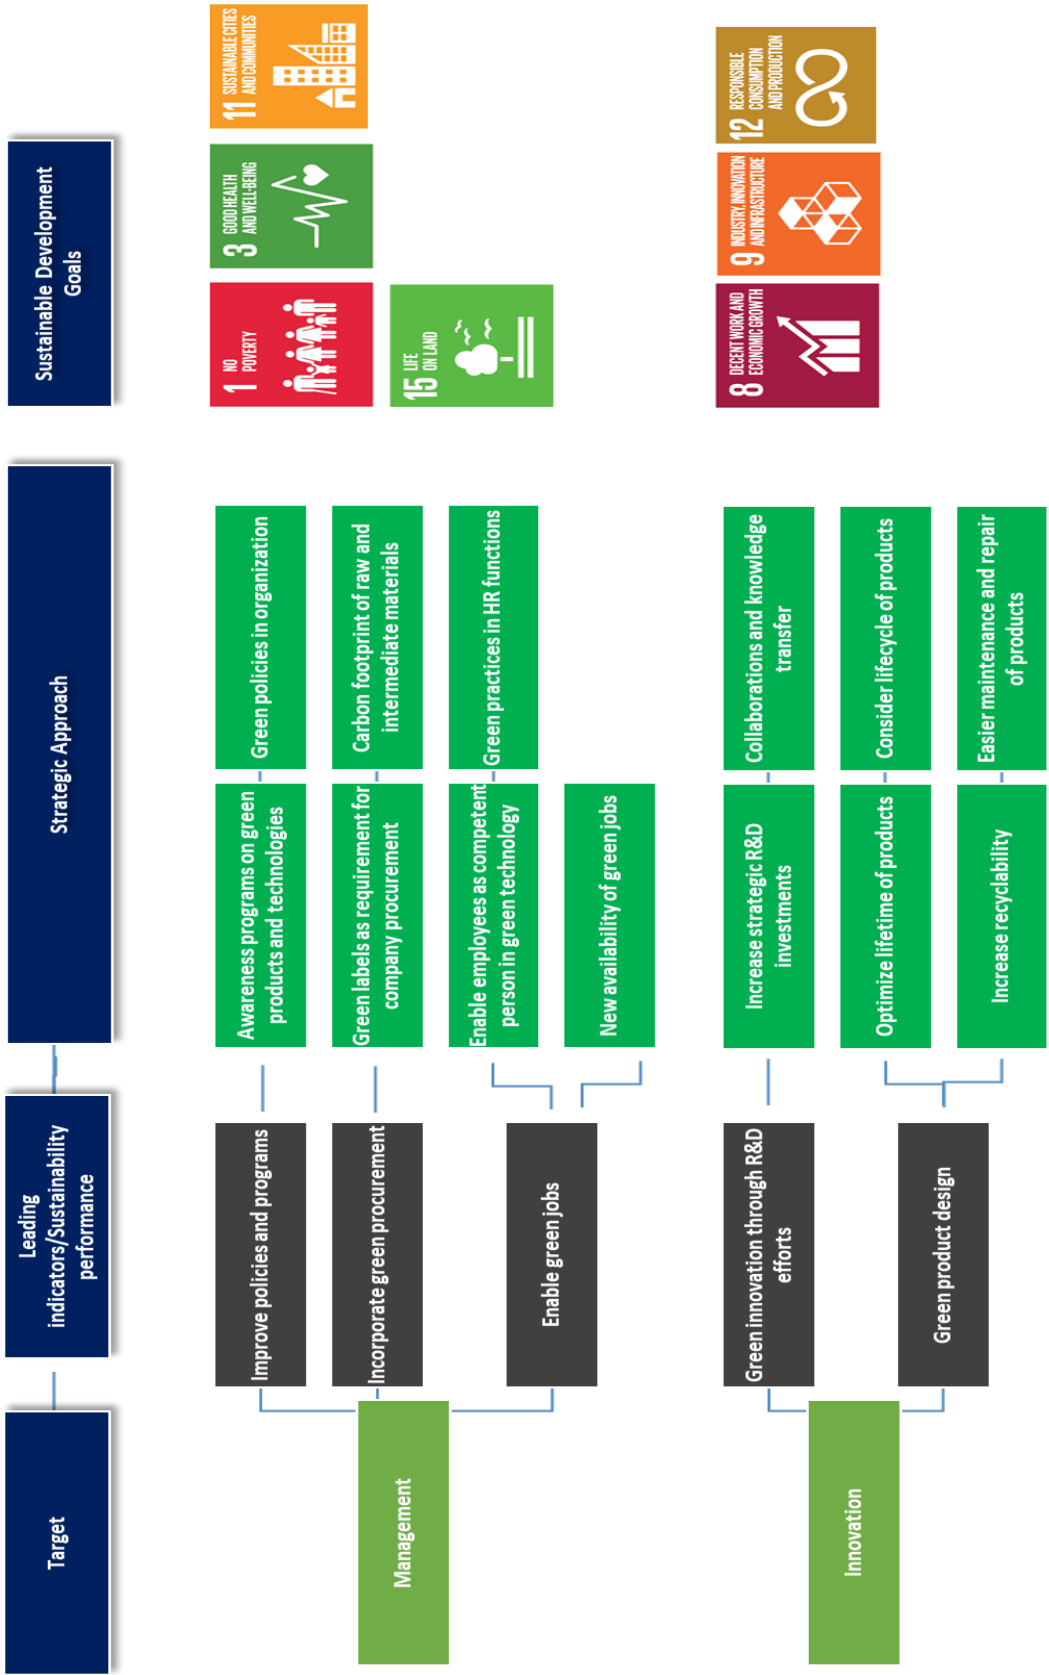 Target
Leading
indicators/Sustainability
performance
Strategic Approach
Sustainable Development
Goals
Management
Improve policies and programs
Awareness programs on green
products and technologies
Green policies in organization
Incorporate green procurement
Green labels as requirement for
company procurement
Carbon footprint of raw and
intermediate materials
Enable green jobs
Enable employees as competent
person in green technology
Green practices in HR functions
New availability of green jobs
1 NO
POVERTY
3 GOOD HEALTH
AND WELL-BEING
11 SUSTAINABLE CITIES
AND COMMUNITIES
15 LIFE
ON LAND
Innovation
Green innovation through R&D
efforts
Increase strategic R&D
investments
Collaborations and knowledge
transfer
Green product design
Optimize lifetime of products
Consider lifecycle of products
Increase recyclability
Easier maintenance and repair
of products
8 DECENT WORK AND
ECONOMIC GROWTH
9 INDUSTRY, INNOVATION
AND INFRASTRUCTURE
12 RESPONSIBLE
CONSUMPTION
AND PRODUCTION